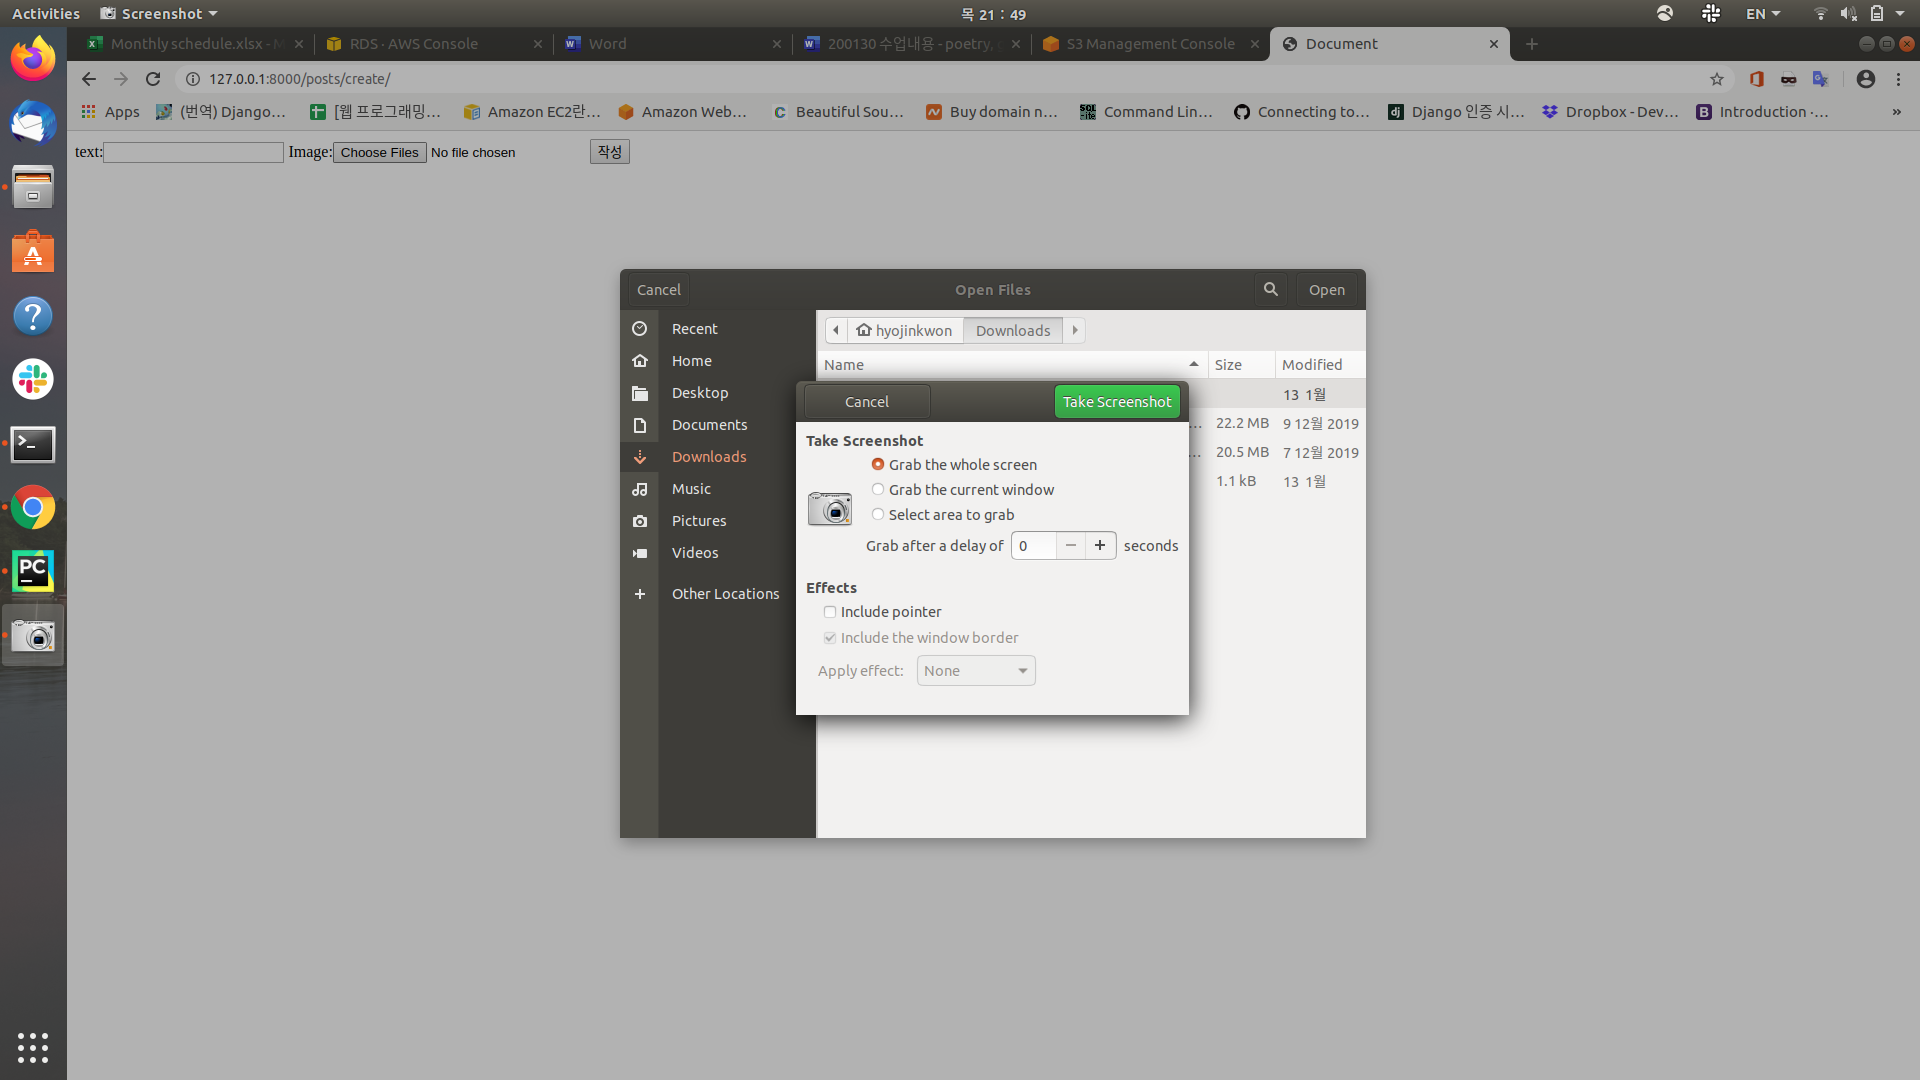 Activities Screenshot 목 21 : 49 EN
Monthly schedule.xlsx - M RDS · AWS Console Word 200130 수업내용 - poetry, S3 Management Console Document
127.0.0.1:8000/posts/create/
Apps (번역) Django… [웹 프로그래밍… Amazon EC2란… Amazon Web… Beautiful Sou… Buy domain n… Command Lin… Connecting to… Django 인증 시… Dropbox - Dev… Introduction ·… »
text: Image: Choose Files No file chosen 작성
Cancel Open Files Open
Recent
Home
Desktop
Documents
Downloads
Music
Pictures
Videos
Other Locations
hyojinkwon Downloads
Name Size Modified
13 1월
… 22.2 MB 9 12월 2019
… 20.5 MB 7 12월 2019
1.1 kB 13 1월
Cancel Take Screenshot
Take Screenshot
Grab the whole screen
Grab the current window
Select area to grab
Grab after a delay of 0 − + seconds
Effects
Include pointer
Include the window border
Apply effect: None